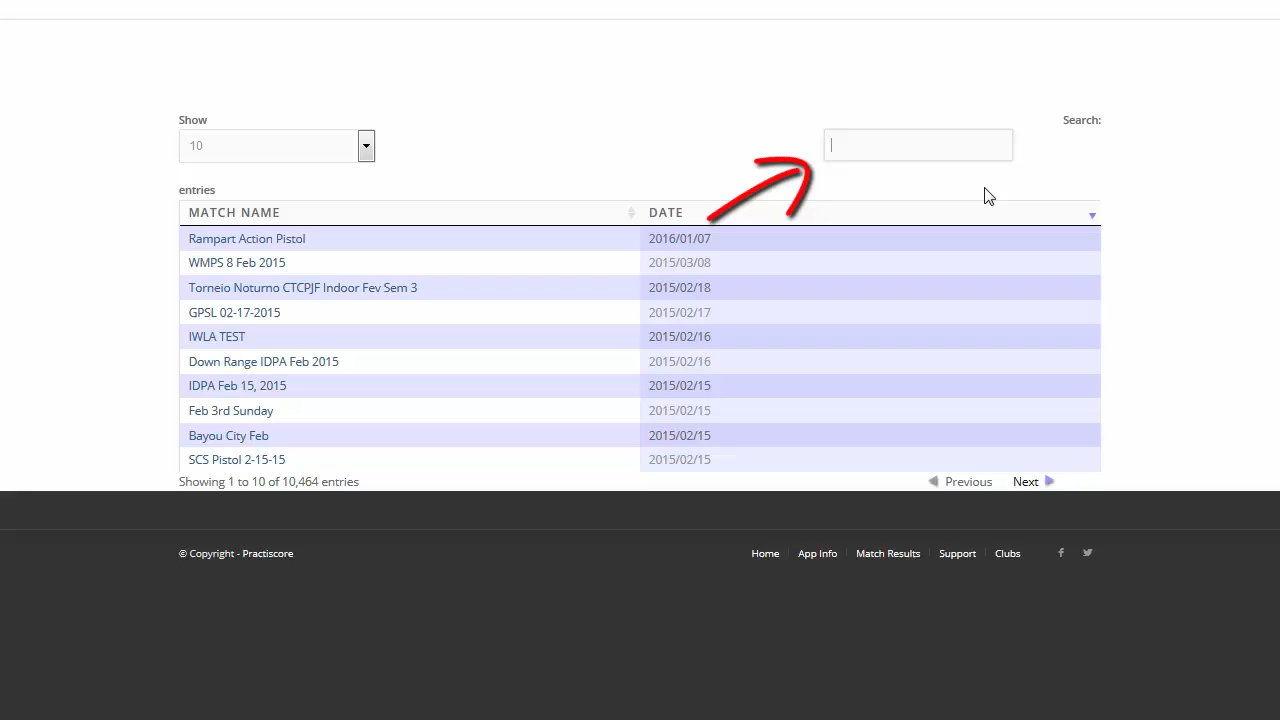 Show
Search:
10
entries
MATCH NAME DATE
Rampart Action Pistol 2016/01/07
WMPS 8 Feb 2015 2015/03/08
Torneio Noturno CTCPJF Indoor Fev Sem 3 2015/02/18
GPSL 02-17-2015 2015/02/17
IWLA TEST 2015/02/16
Down Range IDPA Feb 2015 2015/02/16
IDPA Feb 15, 2015 2015/02/15
Feb 3rd Sunday 2015/02/15
Bayou City Feb 2015/02/15
SCS Pistol 2-15-15 2015/02/15
Showing 1 to 10 of 10,464 entries Previous Next
© Copyright - Practiscore Home App Info Match Results Support Clubs